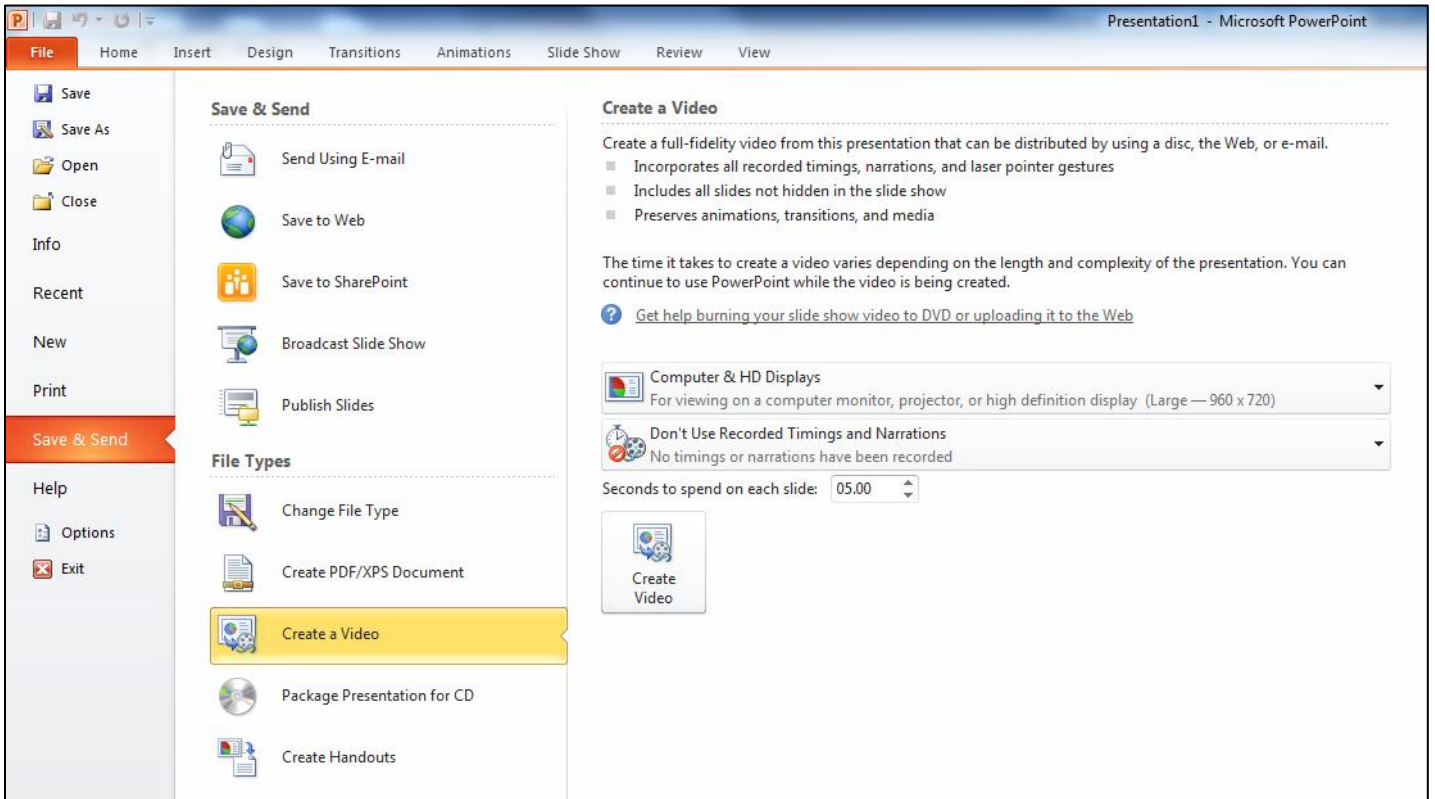 Presentation1 - Microsoft PowerPoint
File Home Insert Design Transitions Animations Slide Show Review View
Save
Save As
Open
Close
Info
Recent
New
Print
Save & Send
Help
Options
Exit
Save & Send
Send Using E-mail
Save to Web
Save to SharePoint
Broadcast Slide Show
Publish Slides
File Types
Change File Type
Create PDF/XPS Document
Create a Video
Package Presentation for CD
Create Handouts
Create a Video
Create a full-fidelity video from this presentation that can be distributed by using a disc, the Web, or e-mail.
Incorporates all recorded timings, narrations, and laser pointer gestures
Includes all slides not hidden in the slide show
Preserves animations, transitions, and media
The time it takes to create a video varies depending on the length and complexity of the presentation. You can
continue to use PowerPoint while the video is being created.
Get help burning your slide show video to DVD or uploading it to the Web
Computer & HD Displays
For viewing on a computer monitor, projector, or high definition display (Large — 960 x 720)
Don't Use Recorded Timings and Narrations
No timings or narrations have been recorded
Seconds to spend on each slide: 05.00
Create
Video